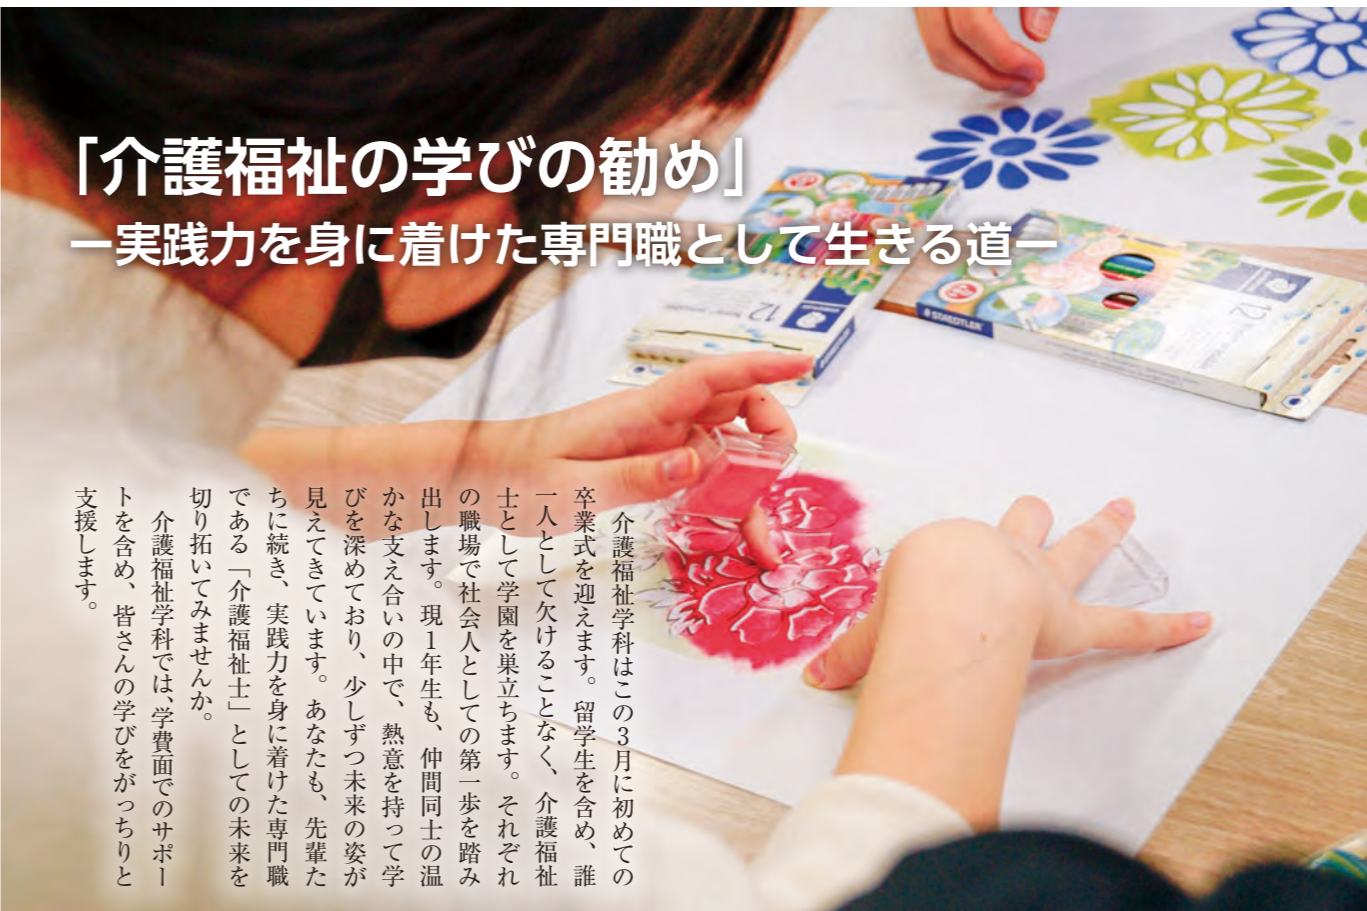 「介護福祉の学びの勧め」
ー実践力を身に着けた専門職として生きる道ー
介護福祉学科はこの3月に初めての
卒業式を迎えます。留学生を含め、誰
一人として欠けることなく、介護福祉
士として学園を巣立ちます。それぞれ
の職場で社会人としての第一歩を踏み
出します。現1年生も、仲間同士の温
かな支え合いの中で、熱意を持って学
びを深めており、少しずつ未来の姿が
見えてきています。あなたも、先輩た
ちに続き、実践力を身に着けた専門職
である「介護福祉士」としての未来を
切り拓いてみませんか。
介護福祉学科では、学費面でのサポー
トを含め、皆さんの学びをがっちりと
支援します。
12
STAEDTLER
12